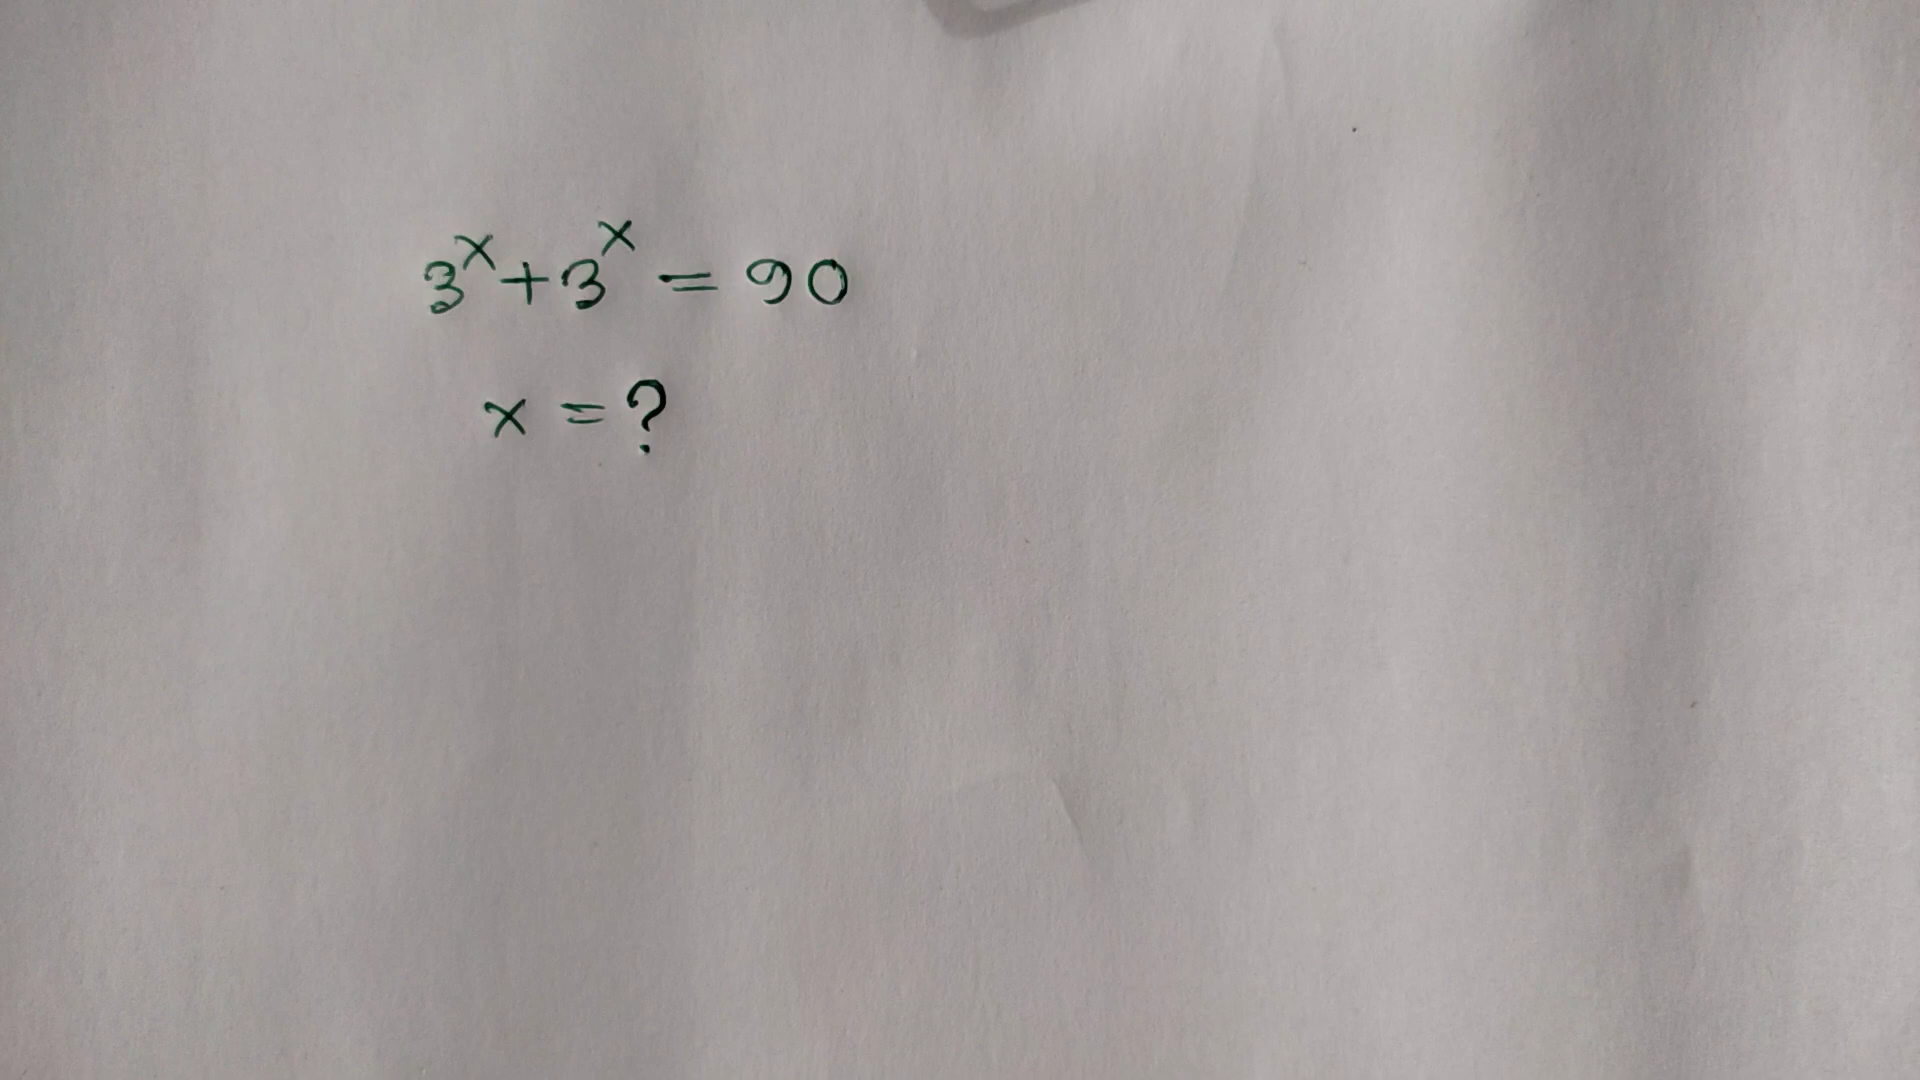 3^x + 3^x = 90
x = ?